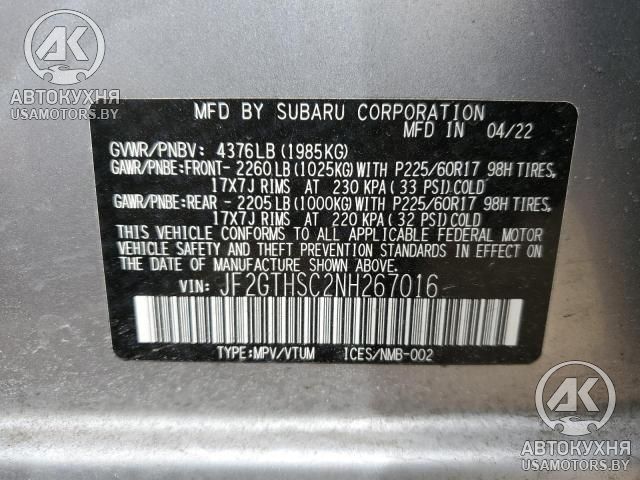 АК
АВТОКУХНЯ
USAMOTORS.BY
MFD BY SUBARU CORPORATION
MFD IN 04/22
GVWR/PNBV: 4376LB (1985KG)
GAWR/PNBE:FRONT- 2260LB (1025KG) WITH P225/60R17 98H TIRES,
17X7J RIMS AT 230 KPA (33 PSI) COLD
GAWR/PNBE:REAR - 2205LB (1000KG) WITH P225/60R17 98H TIRES,
17X7J RIMS AT 220 KPA (32 PSI) COLD
THIS VEHICLE CONFORMS TO ALL APPLICABLE FEDERAL MOTOR
VEHICLE SAFETY AND THEFT PREVENTION STANDARDS IN EFFECT
ON THE DATE OF MANUFACTURE SHOWN ABOVE.
VIN: JF2GTHSC2NH267016
TYPE:MPV/VTUM ICES/NMB-002
АК
АВТОКУХНЯ
USAMOTORS.BY